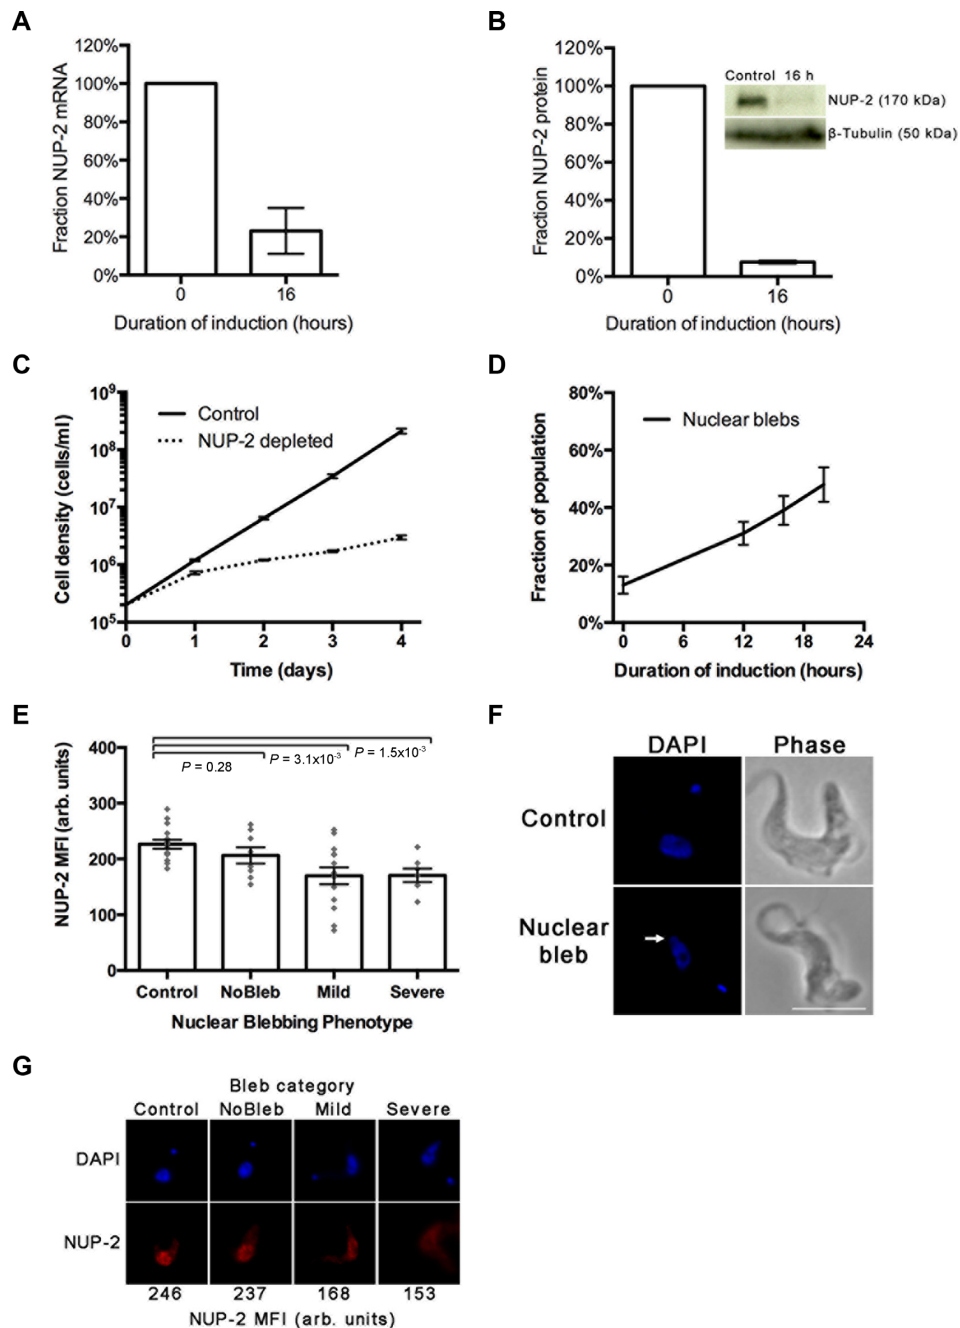 A
120%
100%
80%
60%
40%
20%
0%
Fraction NUP-2 mRNA
0 16
Duration of induction (hours)
B
120%
100%
80%
60%
40%
20%
0%
Fraction NUP-2 protein
Control 16 h
NUP-2 (170 kDa)
β-Tubulin (50 kDa)
0 16
Duration of induction (hours)
C
10⁹
10⁸
10⁷
10⁶
10⁵
Cell density (cells/ml)
Control
NUP-2 depleted
0 1 2 3 4
Time (days)
D
80%
60%
40%
20%
0%
Fraction of population
Nuclear blebs
0 6 12 18 24
Duration of induction (hours)
E
400
300
200
100
0
NUP-2 MFI (arb. units)
P = 0.28
P = 3.1x10⁻³
P = 1.5x10⁻³
Control NoBleb Mild Severe
Nuclear Blebbing Phenotype
F
DAPI Phase
Control
Nuclear
bleb
G
Bleb category
Control NoBleb Mild Severe
DAPI
NUP-2
246 237 168 153
NUP-2 MFI (arb. units)